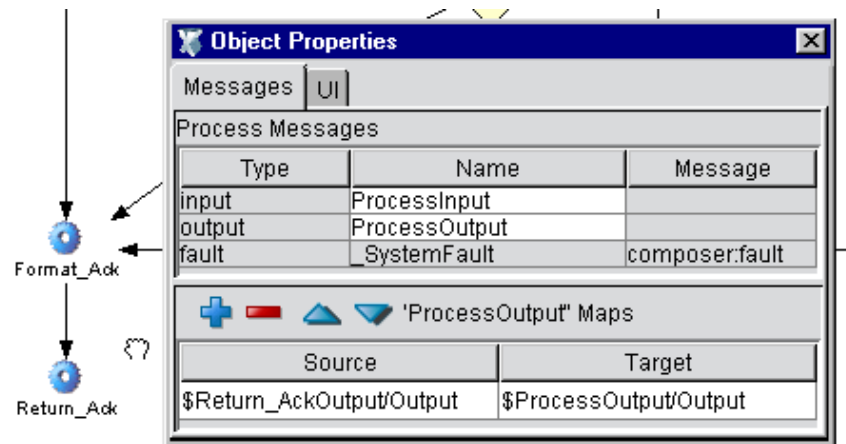 Object Properties
Messages UI
Process Messages
Type Name Message
input ProcessInput
output ProcessOutput
fault _SystemFault composer:fault
Format_Ack
'ProcessOutput" Maps
Source Target
$Return_AckOutput/Output $ProcessOutput/Output
Return_Ack